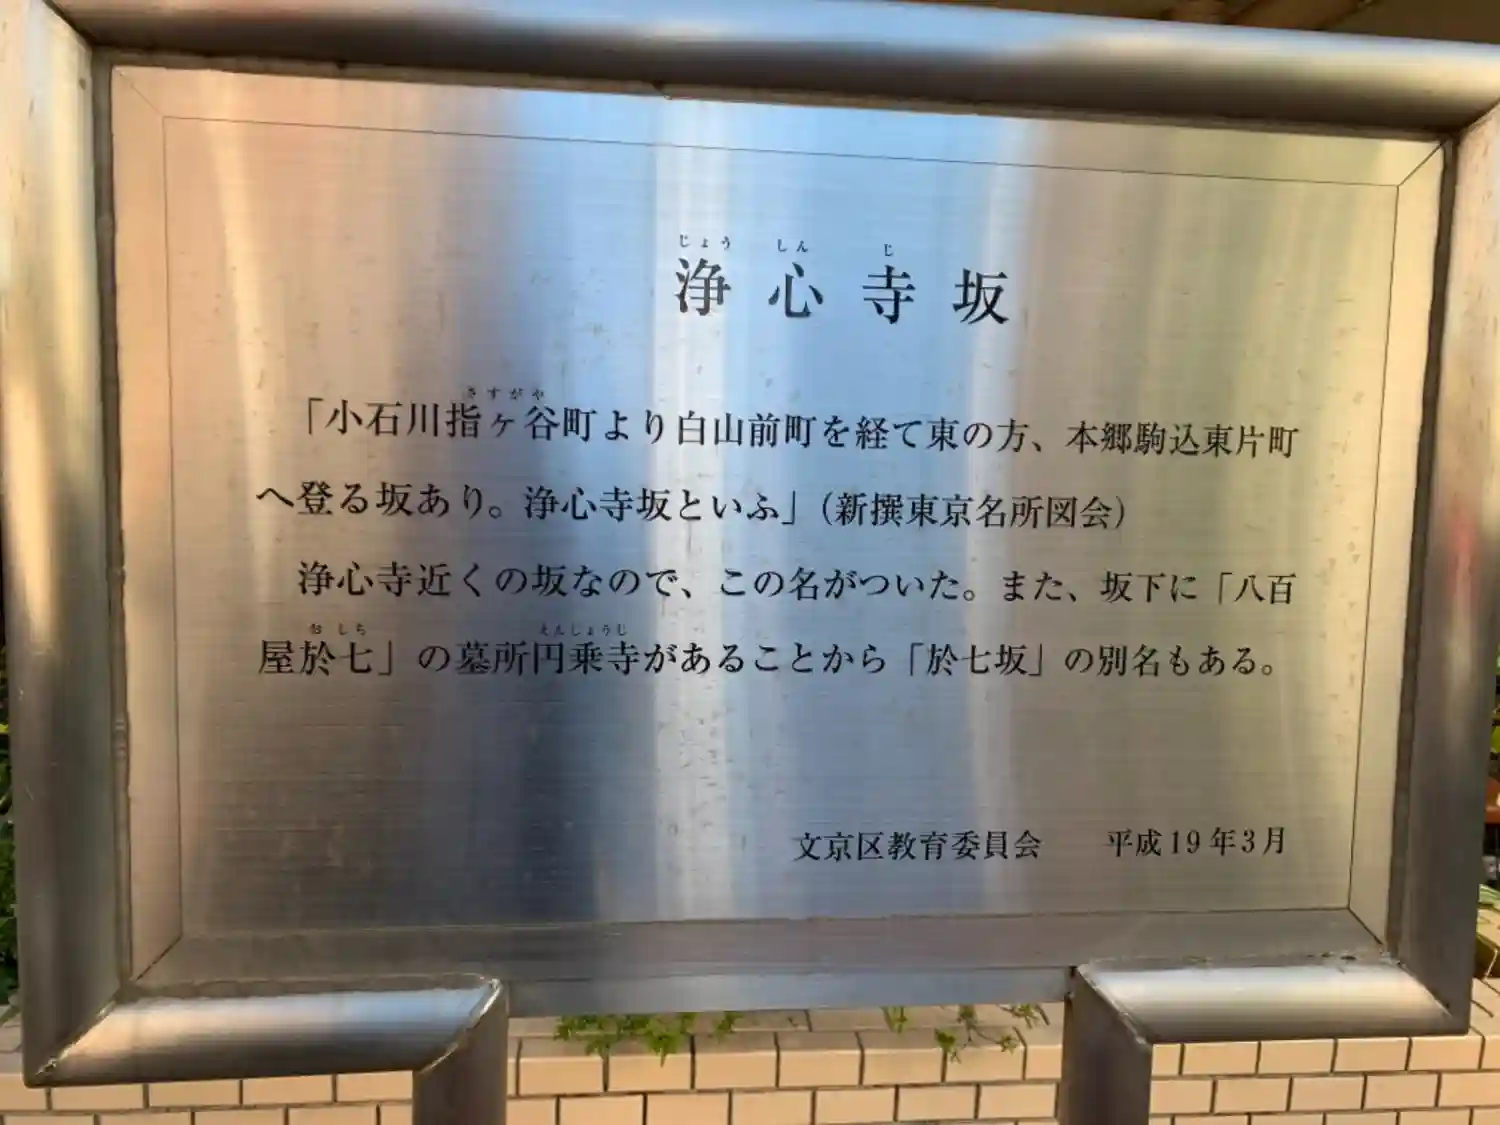 じょう しん じ
浄心寺坂
さすがや
「小石川指ヶ谷町より白山前町を経て東の方、本郷駒込東片町
へ登る坂あり。浄心寺坂といふ」（新撰東京名所図会）
浄心寺近くの坂なので、この名がついた。また、坂下に「八百
お しち えんじょうじ
屋於七」の墓所円乗寺があることから「於七坂」の別名もある。
文京区教育委員会 平成19年3月